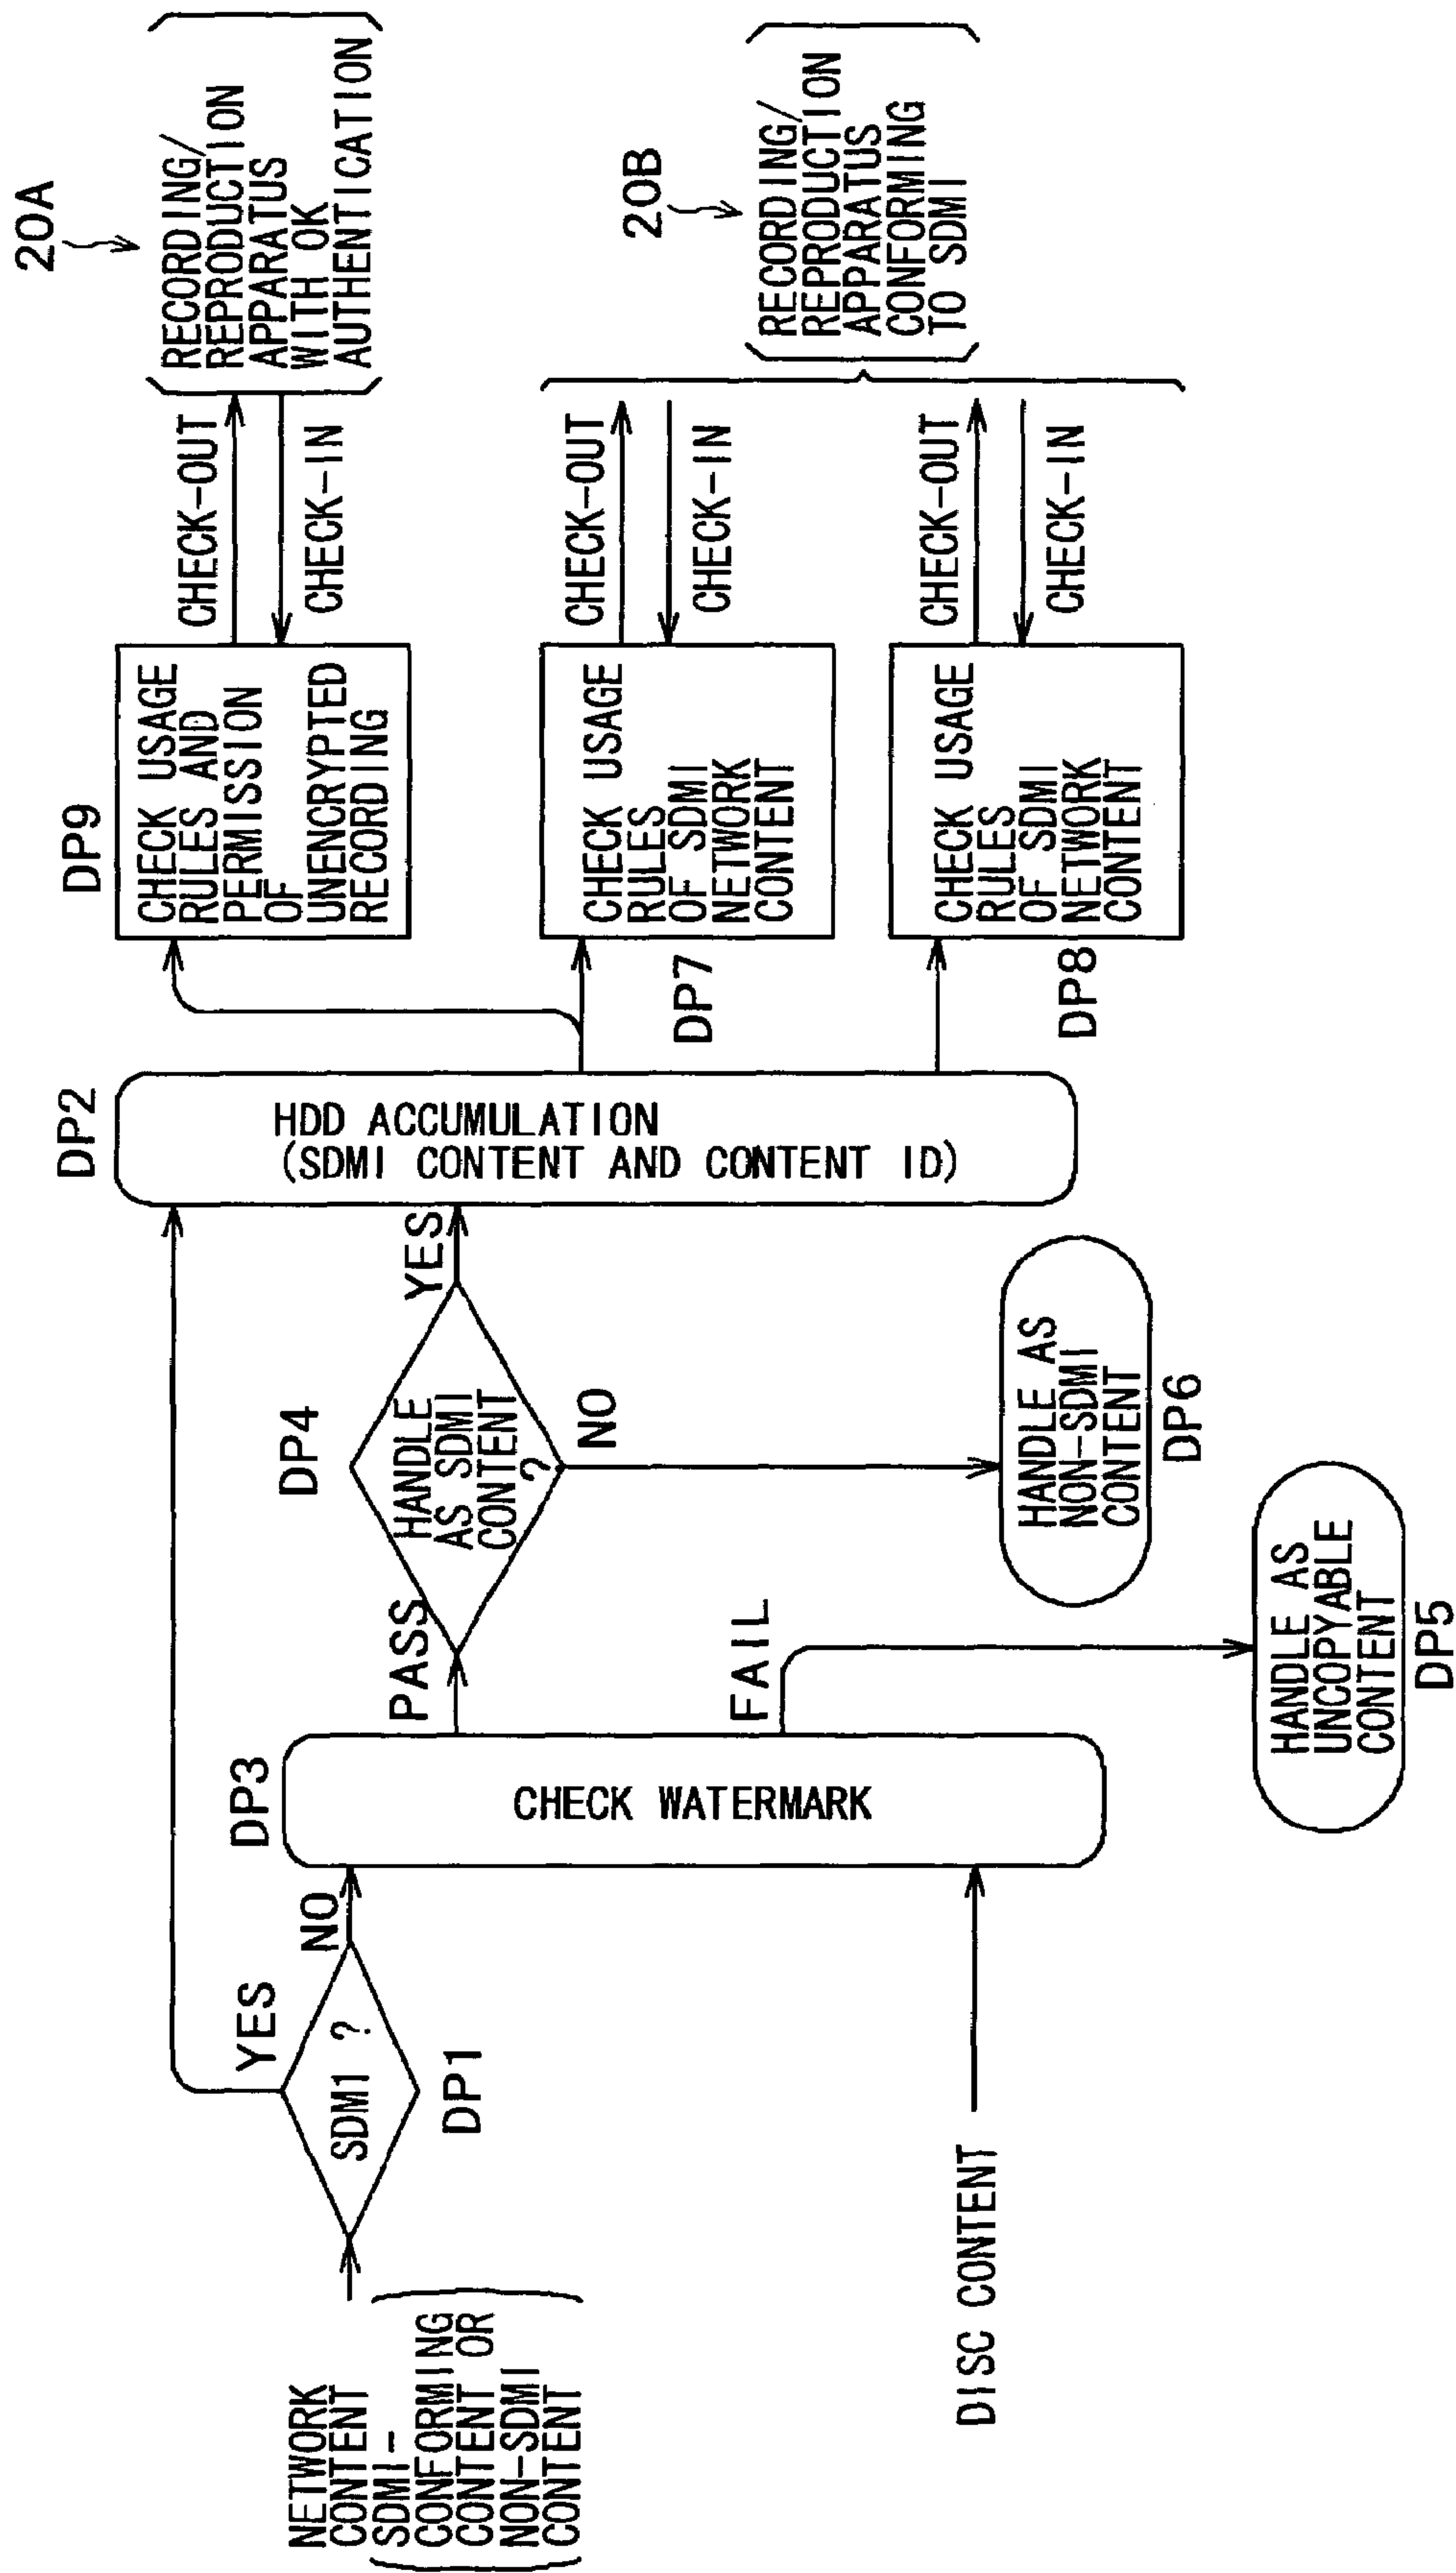 NETWORK
CONTENT
SDMI-
CONFORMING
CONTENT OR
NON-SDMI
CONTENT
SDM1 ?
DP1
YES
NO
DISC CONTENT
DP3
CHECK WATERMARK
PASS
FAIL
DP4
HANDLE
AS SDMI
CONTENT
?
YES
NO
HANDLE AS
NON-SDMI
CONTENT
DP6
HANDLE AS
UNCOPYABLE
CONTENT
DP5
DP2
HDD ACCUMULATION
(SDMI CONTENT AND CONTENT ID)
DP9
CHECK USAGE
RULES AND
PERMISSION
OF
UNENCRYPTED
RECORDING
CHECK-OUT
CHECK-IN
20A
RECORDING/
REPRODUCTION
APPARATUS
WITH OK
AUTHENTICATION
DP7
CHECK USAGE
RULES
OF SDMI
NETWORK
CONTENT
CHECK-OUT
CHECK-IN
DP8
CHECK USAGE
RULES
OF SDMI
NETWORK
CONTENT
CHECK-OUT
CHECK-IN
20B
RECORDING/
REPRODUCTION
APPARATUS
CONFORMING
TO SDMI